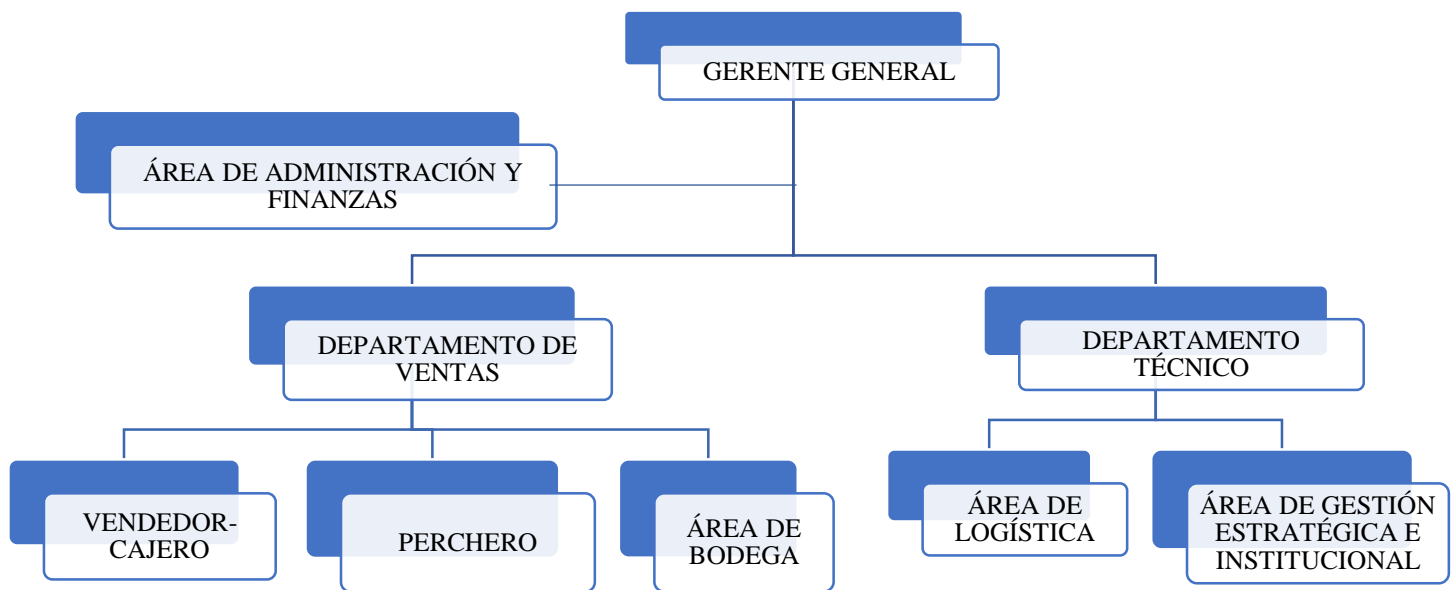 GERENTE GENERAL
ÁREA DE ADMINISTRACIÓN Y
FINANZAS
DEPARTAMENTO DE
VENTAS
DEPARTAMENTO
TÉCNICO
VENDEDOR-
CAJERO
PERCHERO
ÁREA DE
BODEGA
ÁREA DE
LOGÍSTICA
ÁREA DE GESTIÓN
ESTRATÉGICA E
INSTITUCIONAL